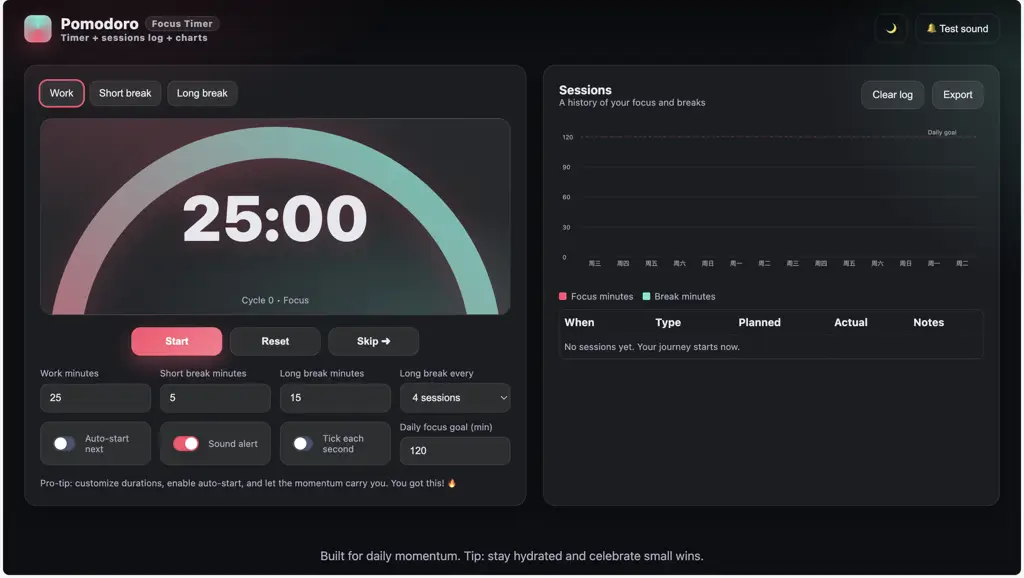 Pomodoro Focus Timer
Timer + sessions log + charts
🌙
🔔 Test sound
Work
Short break
Long break
25:00
Cycle 0 • Focus
Start
Reset
Skip ➜
Work minutes
Short break minutes
Long break minutes
Long break every
25
5
15
4 sessions
Auto-start
next
Sound alert
Tick each
second
Daily focus goal (min)
120
Pro-tip: customize durations, enable auto-start, and let the momentum carry you. You got this! 🔥
Sessions
A history of your focus and breaks
Clear log
Export
Daily goal
120
90
60
30
0
周三 周四 周五 周六 周日 周一 周二 周三 周四 周五 周六 周日 周一 周二
Focus minutes
Break minutes
When Type Planned Actual Notes
No sessions yet. Your journey starts now.
Built for daily momentum. Tip: stay hydrated and celebrate small wins.